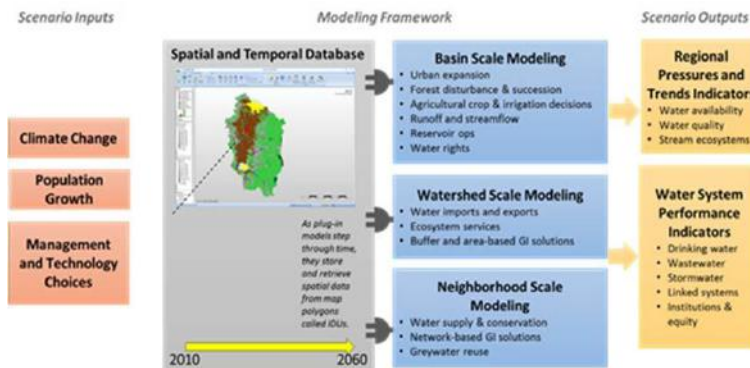 Scenario Inputs
Modeling Framework
Scenario Outputs
Climate Change
Population
Growth
Management
and Technology
Choices
Spatial and Temporal Database
As plug-in
models step
through time,
they store
and retrieve
spatial data
from map
polygons
called IDUs.
2010
2060
Basin Scale Modeling
• Urban expansion
• Forest disturbance & succession
• Agricultural crop & irrigation decisions
• Runoff and streamflow
• Reservoir ops
• Water rights
Watershed Scale Modeling
• Water imports and exports
• Ecosystem services
• Buffer and area-based GI solutions
Neighborhood Scale
Modeling
• Water supply & conservation
• Network-based GI solutions
• Greywater reuse
Regional
Pressures and
Trends Indicators
• Water availability
• Water quality
• Stream ecosystems
Water System
Performance
Indicators
• Drinking water
• Wastewater
• Stormwater
• Linked systems
• Institutions &
equity